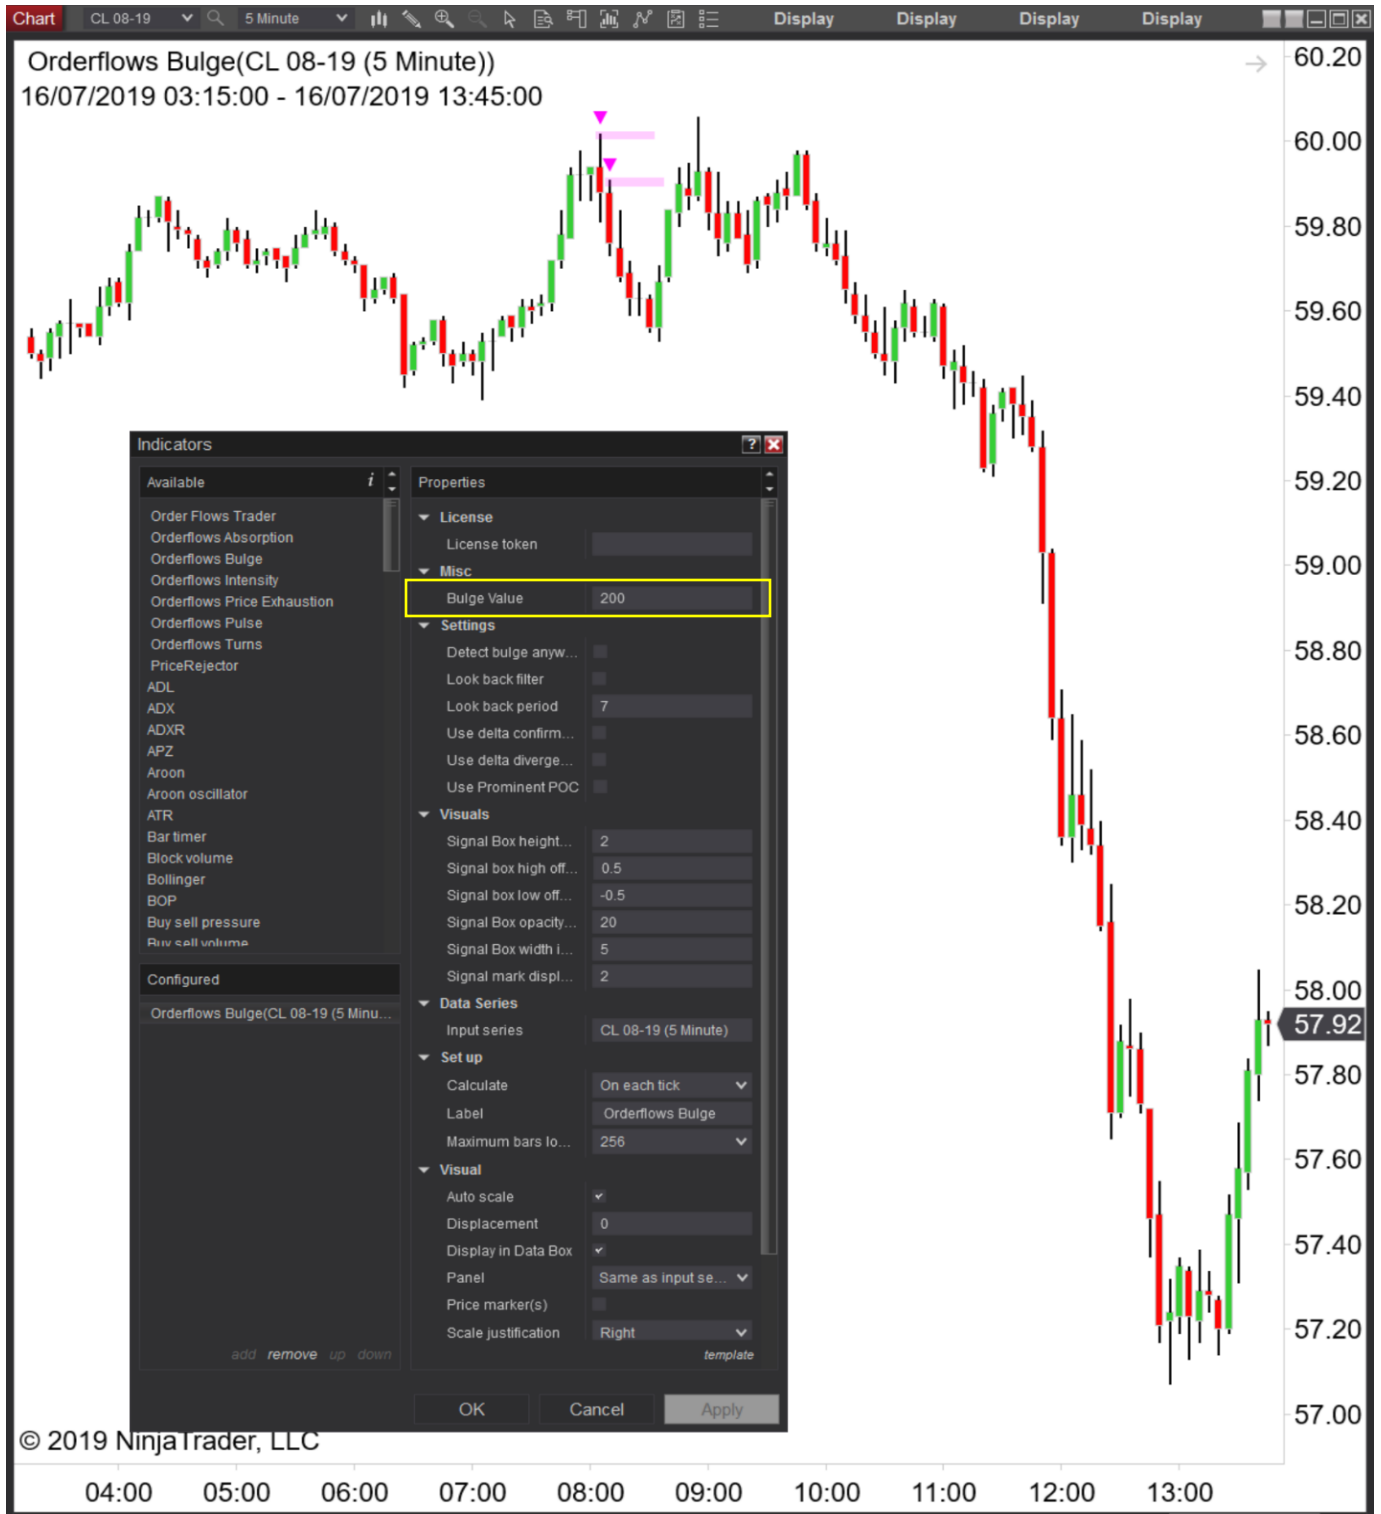 Chart CL 08-19 5 Minute Display Display Display Display
Orderflows Bulge(CL 08-19 (5 Minute))
16/07/2019 03:15:00 - 16/07/2019 13:45:00
60.20
60.00
59.80
59.60
59.40
59.20
59.00
58.80
58.60
58.40
58.20
58.00
57.92
57.80
57.60
57.40
57.20
57.00
Indicators ?
Available i
Order Flows Trader
Orderflows Absorption
Orderflows Bulge
Orderflows Intensity
Orderflows Price Exhaustion
Orderflows Pulse
Orderflows Turns
PriceRejector
ADL
ADX
ADXR
APZ
Aroon
Aroon oscillator
ATR
Bar timer
Block volume
Bollinger
BOP
Buy sell pressure
Buy sell volume
Configured
Orderflows Bulge(CL 08-19 (5 Minu...
add remove up down
Properties
License
License token
Misc
Bulge Value 200
Settings
Detect bulge anyw...
Look back filter
Look back period 7
Use delta confirm...
Use delta diverge...
Use Prominent POC
Visuals
Signal Box height... 2
Signal box high off... 0.5
Signal box low off... -0.5
Signal Box opacity... 20
Signal Box width i... 5
Signal mark displ... 2
Data Series
Input series CL 08-19 (5 Minute)
Set up
Calculate On each tick
Label Orderflows Bulge
Maximum bars lo... 256
Visual
Auto scale
Displacement 0
Display in Data Box
Panel Same as input se...
Price marker(s)
Scale justification Right
template
OK Cancel Apply
© 2019 NinjaTrader, LLC
04:00 05:00 06:00 07:00 08:00 09:00 10:00 11:00 12:00 13:00